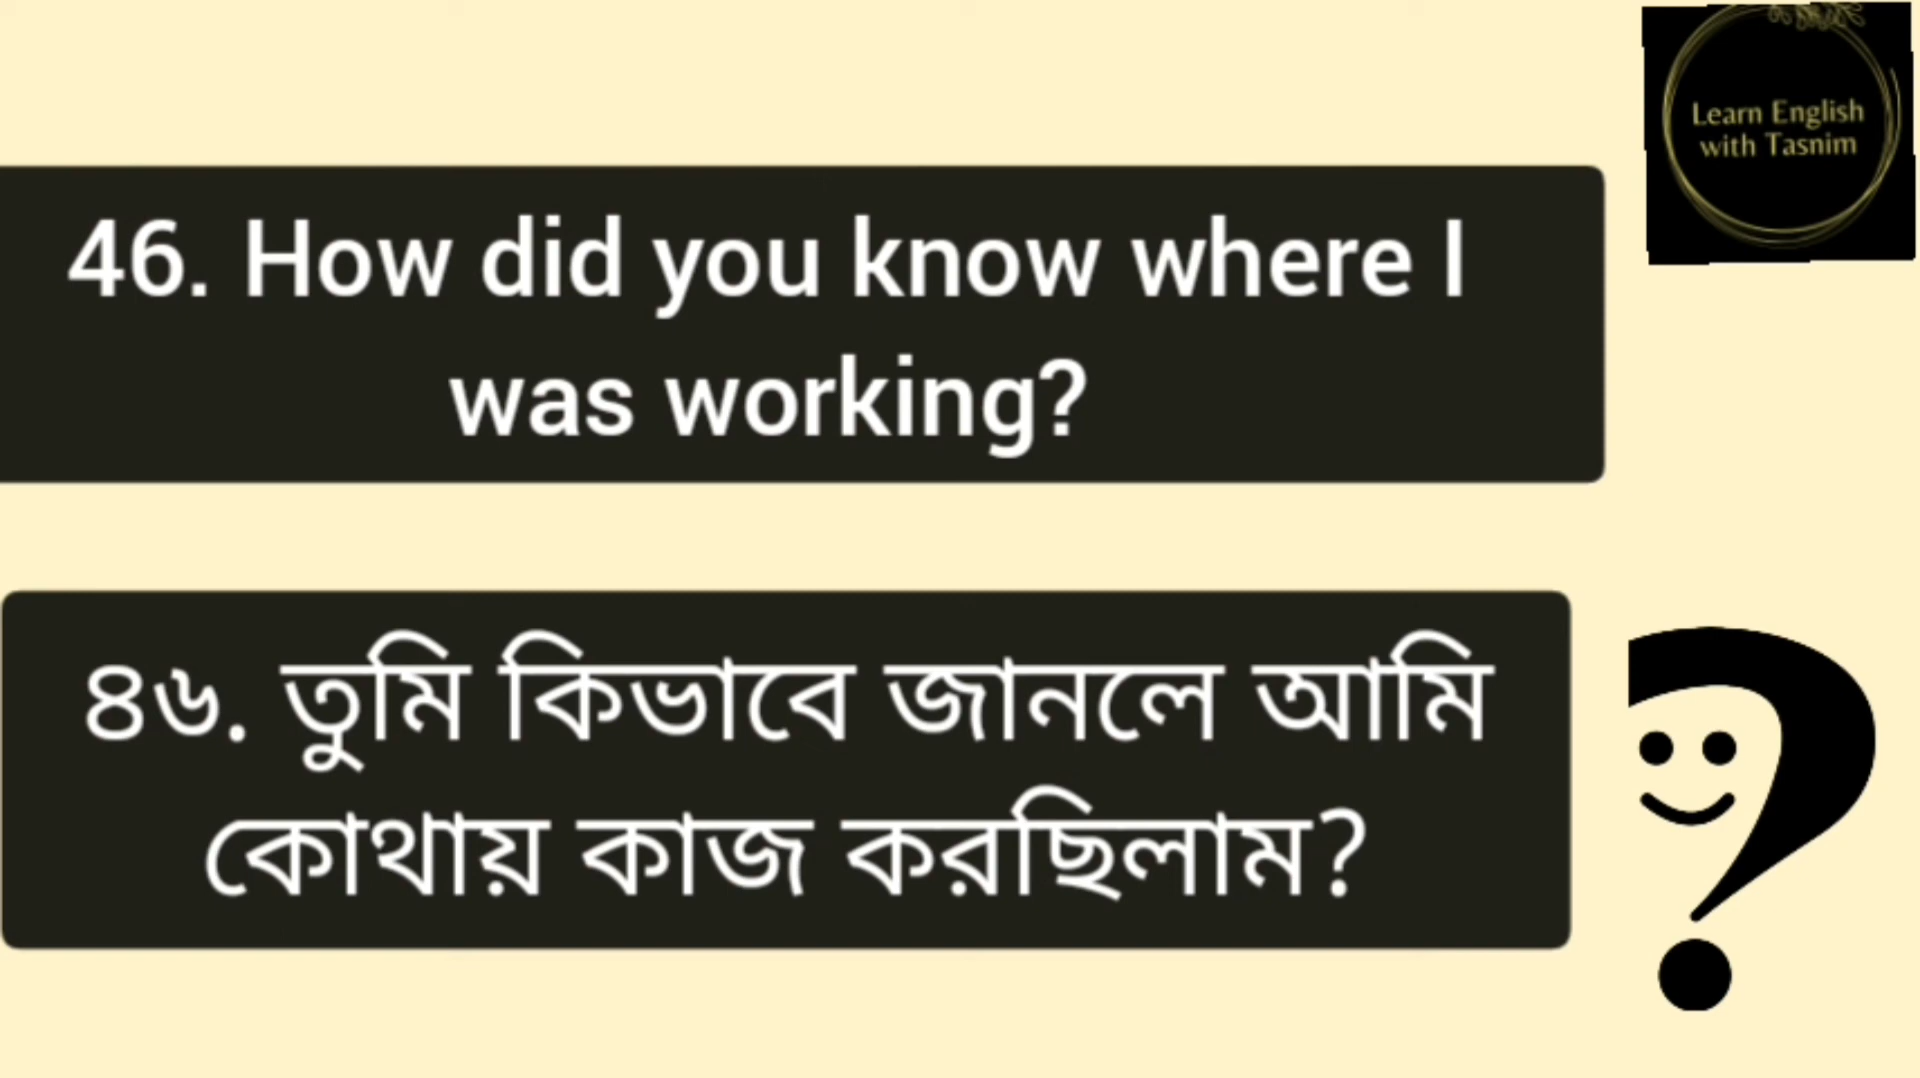 Learn English
with Tasnim
46. How did you know where I
was working?
৪৬. তুমি কিভাবে জানলে আমি
কোথায় কাজ করছিলাম?